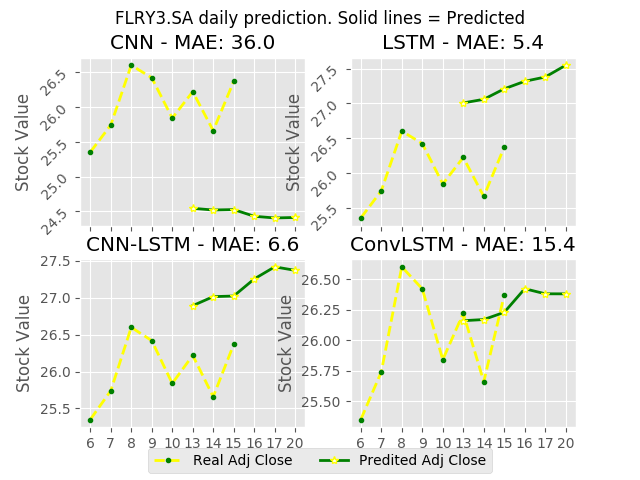 FLRY3.SA daily prediction. Solid lines = Predicted
CNN - MAE: 36.0
Stock Value
26.5
26.0
25.5
25.0
24.5
LSTM - MAE: 5.4
Stock Value
27.5
27.0
26.5
26.0
25.5
CNN-LSTM - MAE: 6.6
Stock Value
27.5
27.0
26.5
26.0
25.5
6 7 8 9 10 13 14 15 16 17 20
ConvLSTM - MAE: 15.4
Stock Value
26.50
26.25
26.00
25.75
25.50
6 7 8 9 10 13 14 15 16 17 20
Real Adj Close Predited Adj Close